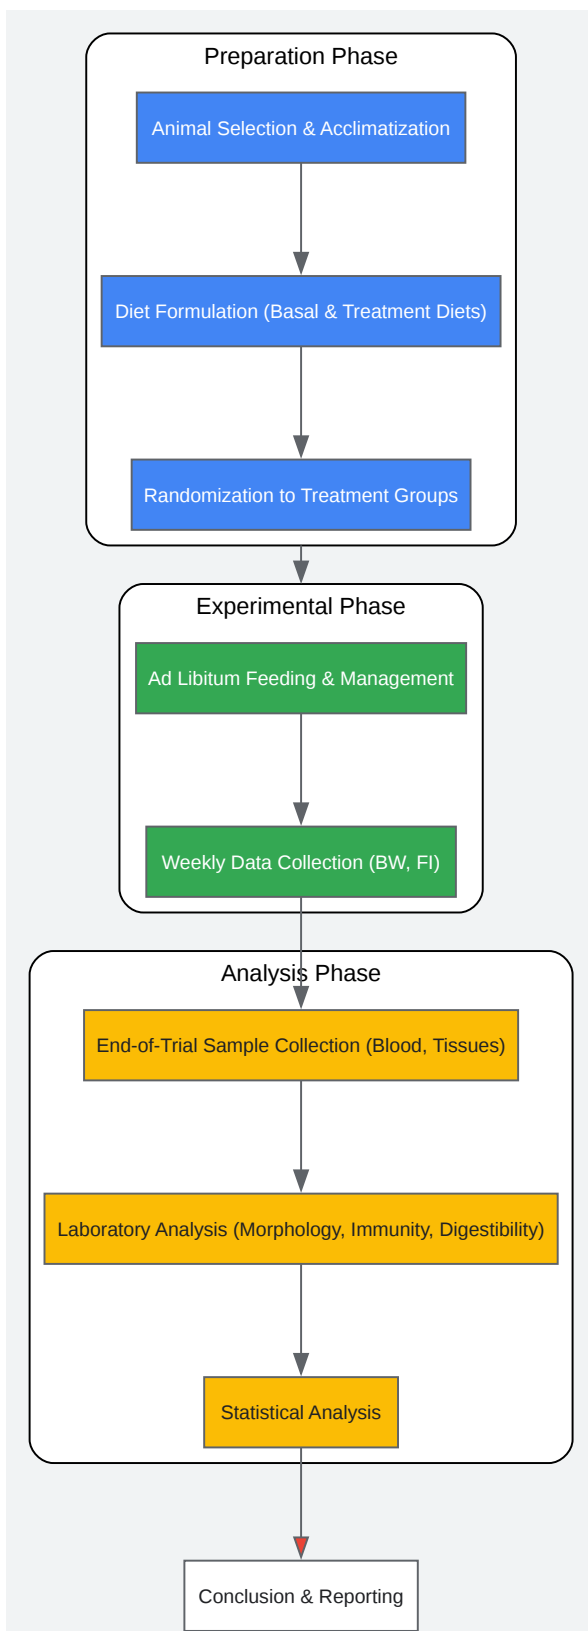 Preparation Phase
Animal Selection & Acclimatization
Diet Formulation (Basal & Treatment Diets)
Randomization to Treatment Groups
Experimental Phase
Ad Libitum Feeding & Management
Weekly Data Collection (BW, FI)
Analysis Phase
End-of-Trial Sample Collection (Blood, Tissues)
Laboratory Analysis (Morphology, Immunity, Digestibility)
Statistical Analysis
Conclusion & Reporting